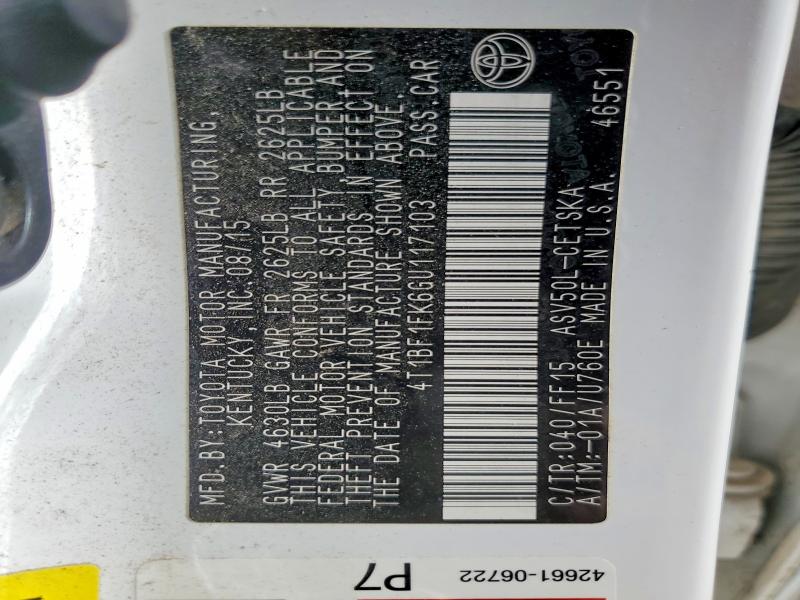 MFD.BY:TOYOTA MOTOR MANUFACTURING,
KENTUCKY, INC.08/15
GVWR 4630LB GAWR FR 2625LB RR 2625LB
THIS VEHICLE CONFORMS TO ALL APPLICABLE
FEDERAL MOTOR VEHICLE SAFETY, BUMPER, AND
THEFT PREVENTION STANDARDS IN EFFECT ON
THE DATE OF MANUFACTURE SHOWN ABOVE.
4T1BF1FK6GU117103 PASS.CAR
C/TR:040/FF15 ASV50L-CETSKA
A/TM:-01A/U760E MADE IN U.S.A. 46551
42661-06722
P7